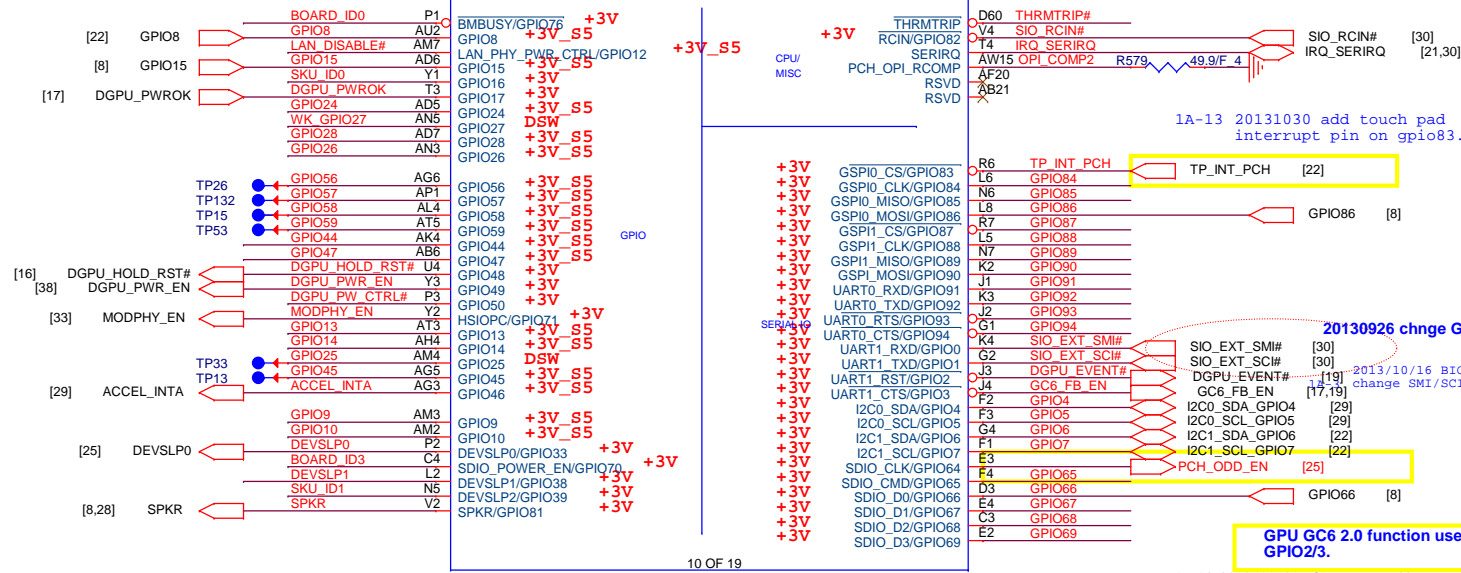 BOARD_ID0 P1 BMBUSY/GPIO76 +3V
[22] GPIO8 GPIO8 AU2 GPIO8 +3V_S5
LAN_DISABLE# AM7 LAN_PHY_PWR_CTRL/GPIO12 +3V_S5
[8] GPIO15 GPIO15 AD6 GPIO15 +3V_S5
SKU_ID0 Y1 GPIO16 +3V
[17] DGPU_PWROK DGPU_PWROK T3 GPIO17 +3V
GPIO24 AD5 GPIO24 +3V_S5
WK_GPIO27 AN5 GPIO27 DSW
GPIO28 AD7 GPIO28 +3V_S5
GPIO26 AN3 GPIO26 +3V_S5
TP26 GPIO56 AG6 GPIO56 +3V_S5
TP132 GPIO57 AP1 GPIO57 +3V_S5
TP15 GPIO58 AL4 GPIO58 +3V_S5
TP53 GPIO59 AT5 GPIO59 +3V_S5
GPIO44 AK4 GPIO44 +3V_S5
GPIO47 AB6 GPIO47 +3V_S5
[16] DGPU_HOLD_RST# DGPU_HOLD_RST# U4 GPIO48 +3V
[38] DGPU_PWR_EN DGPU_PWR_EN Y3 GPIO49 +3V
DGPU_PW_CTRL# P3 GPIO50 +3V
[33] MODPHY_EN MODPHY_EN Y2 HSIOPC/GPIO71 +3V
GPIO13 AT3 GPIO13 +3V_S5
GPIO14 AH4 GPIO14 +3V_S5
TP33 GPIO25 AM4 GPIO25 DSW
TP13 GPIO45 AG5 GPIO45 +3V_S5
[29] ACCEL_INTA ACCEL_INTA AG3 GPIO46 +3V_S5
GPIO9 AM3 GPIO9 +3V_S5
GPIO10 AM2 GPIO10 +3V_S5
[25] DEVSLP0 DEVSLP0 P2 DEVSLP0/GPIO33 +3V
BOARD_ID3 C4 SDIO_POWER_EN/GPIO70 +3V
DEVSLP1 L2 DEVSLP1/GPIO38 +3V
SKU_ID1 N5 DEVSLP2/GPIO39 +3V
[8,28] SPKR SPKR V2 SPKR/GPIO81 +3V
GPIO
CPU/
MISC
SERIAL IO
THRMTRIP D60 THRMTRIP#
+3V RCIN/GPIO82 V4 SIO_RCIN# SIO_RCIN# [30]
SERIRQ T4 IRQ_SERIRQ IRQ_SERIRQ [21,30]
PCH_OPI_RCOMP AW15 OPI_COMP2 R579 49.9/F_4
RSVD AF20
RSVD AB21
1A-13 20131030 add touch pad
interrupt pin on gpio83.
+3V GSPI0_CS/GPIO83 R6 TP_INT_PCH TP_INT_PCH [22]
+3V GSPI0_CLK/GPIO84 L6 GPIO84
+3V GSPI0_MISO/GPIO85 N6 GPIO85
+3V GSPI0_MOSI/GPIO86 L8 GPIO86 GPIO86 [8]
+3V GSPI1_CS/GPIO87 R7 GPIO87
+3V GSPI1_CLK/GPIO88 L5 GPIO88
+3V GSPI1_MISO/GPIO89 N7 GPIO89
+3V GSPI_MOSI/GPIO90 K2 GPIO90
+3V UART0_RXD/GPIO91 J1 GPIO91
+3V UART0_TXD/GPIO92 K3 GPIO92
+3V UART0_RTS/GPIO93 J2 GPIO93
+3V UART0_CTS/GPIO94 G1 GPIO94
20130926 chnge G
+3V UART1_RXD/GPIO0 K4 SIO_EXT_SMI# SIO_EXT_SMI# [30]
+3V UART1_TXD/GPIO1 G2 SIO_EXT_SCI# SIO_EXT_SCI# [30]
+3V UART1_RST/GPIO2 J3 DGPU_EVENT# DGPU_EVENT# [19]
+3V UART1_CTS/GPIO3 J4 GC6_FB_EN GC6_FB_EN [17,19]
2013/10/16 BIO
change SMI/SCI
+3V I2C0_SDA/GPIO4 F2 GPIO4 I2C0_SDA_GPIO4 [29]
+3V I2C0_SCL/GPIO5 F3 GPIO5 I2C0_SCL_GPIO5 [29]
+3V I2C1_SDA/GPIO6 G4 GPIO6 I2C1_SDA_GPIO6 [22]
+3V I2C1_SCL/GPIO7 F1 GPIO7 I2C1_SCL_GPIO7 [22]
+3V SDIO_CLK/GPIO64 E3 PCH_ODD_EN [25]
+3V SDIO_CMD/GPIO65 F4 GPIO65
+3V SDIO_D0/GPIO66 D3 GPIO66 GPIO66 [8]
+3V SDIO_D1/GPIO67 E4 GPIO67
+3V SDIO_D2/GPIO68 C3 GPIO68
+3V SDIO_D3/GPIO69 E2 GPIO69
GPU GC6 2.0 function use
GPIO2/3.
10 OF 19